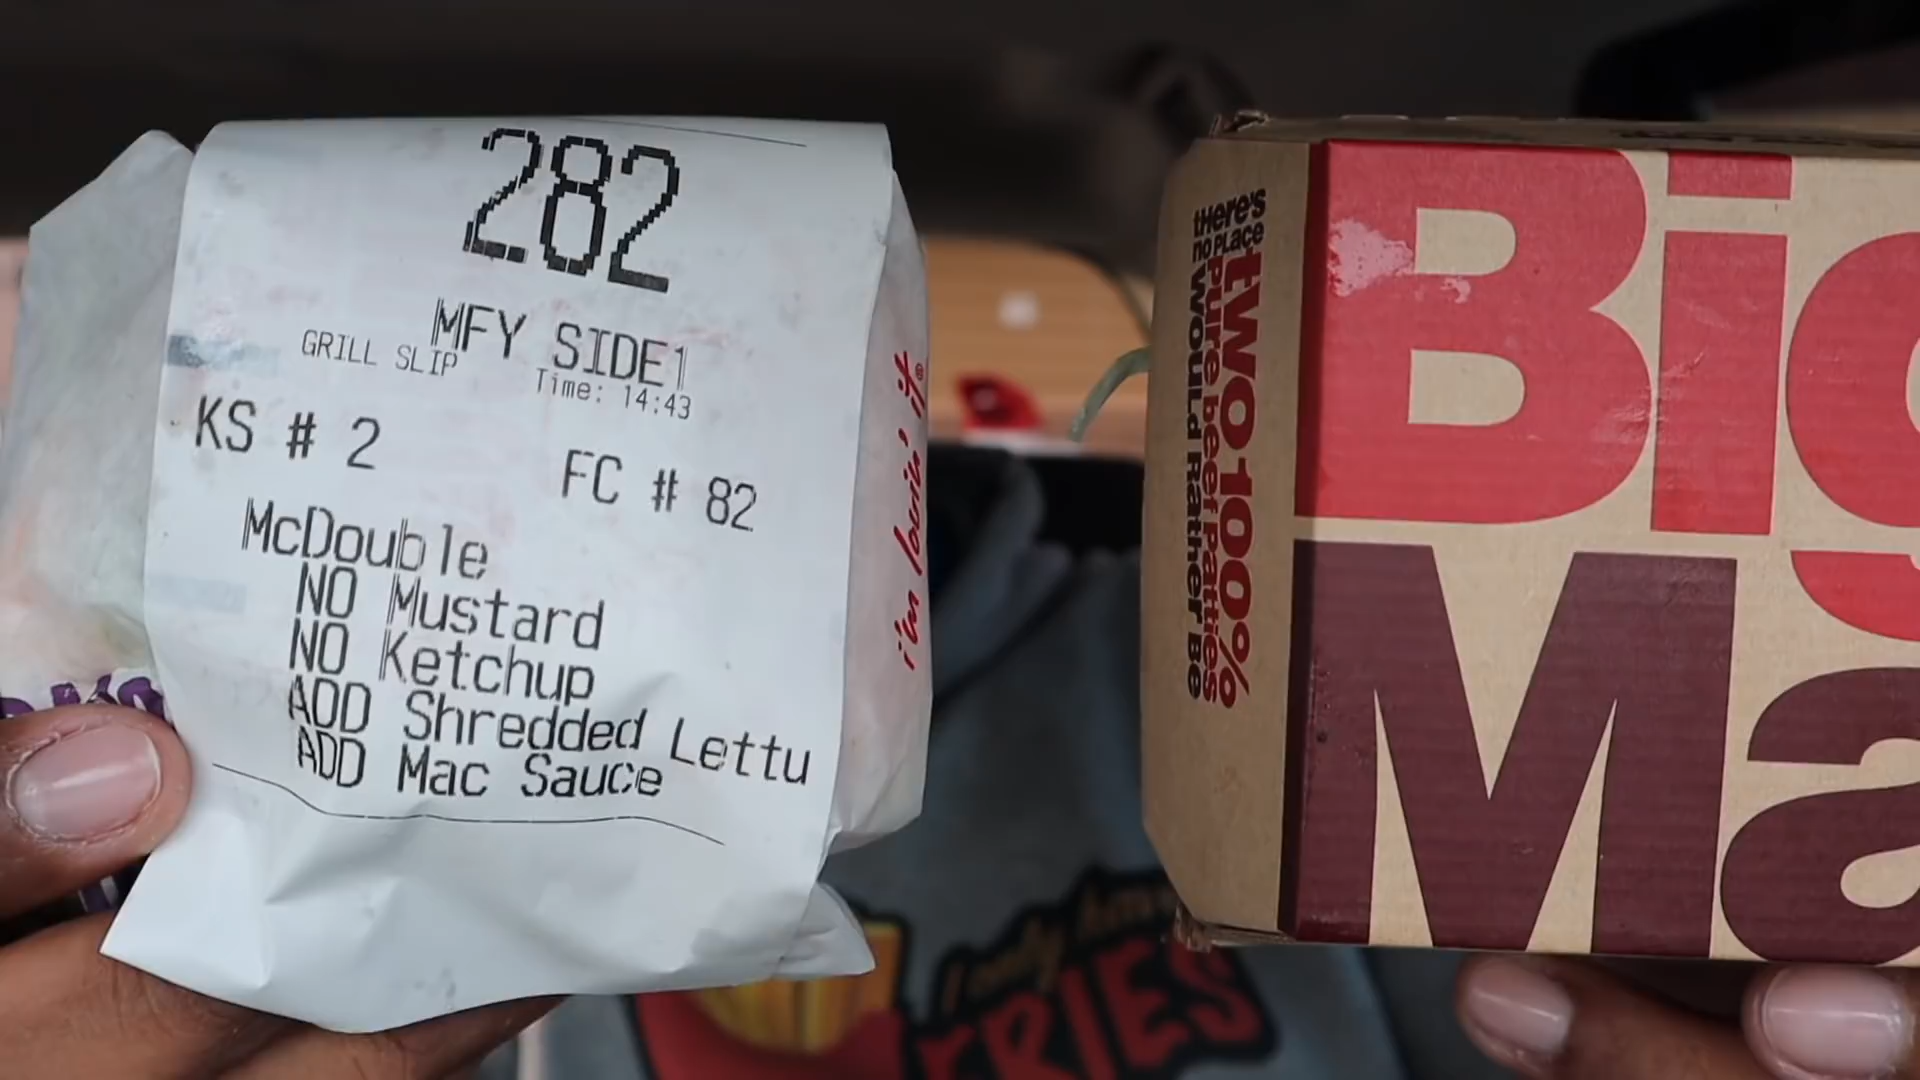 282
MFY SIDE1
GRILL SLIP
Time: 14:43
KS # 2
FC # 82
McDouble
NO Mustard
NO Ketchup
ADD Shredded Lettu
ADD Mac Sauce
i'm lovin' it®
there's
no place
two 100%
pure beef patties
would rather be
Big
Ma
I only
FRIES